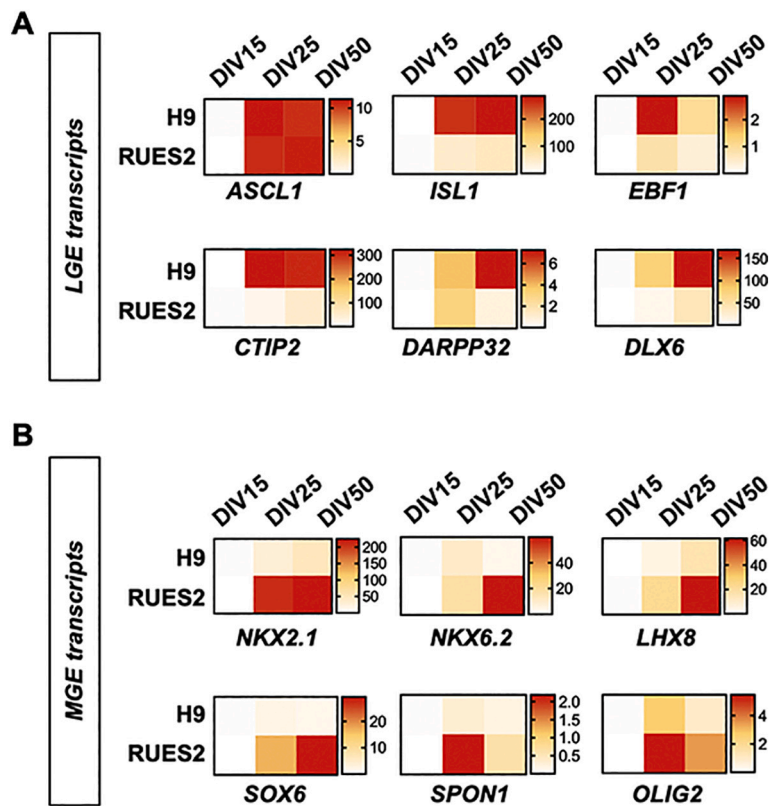 A
LGE transcripts
DIV15 DIV25 DIV50 DIV15 DIV25 DIV50 DIV15 DIV25 DIV50
H9 10 200 2
RUES2 5 100 1
ASCL1 ISL1 EBF1
H9 300 6 150
200 4 100
RUES2 100 2 50
CTIP2 DARPP32 DLX6
B
MGE transcripts
DIV15 DIV25 DIV50 DIV15 DIV25 DIV50 DIV15 DIV25 DIV50
H9 200 40 60
150 40
RUES2 100 20 20
50
NKX2.1 NKX6.2 LHX8
H9 20 2.0 4
1.5
RUES2 10 1.0 2
0.5
SOX6 SPON1 OLIG2